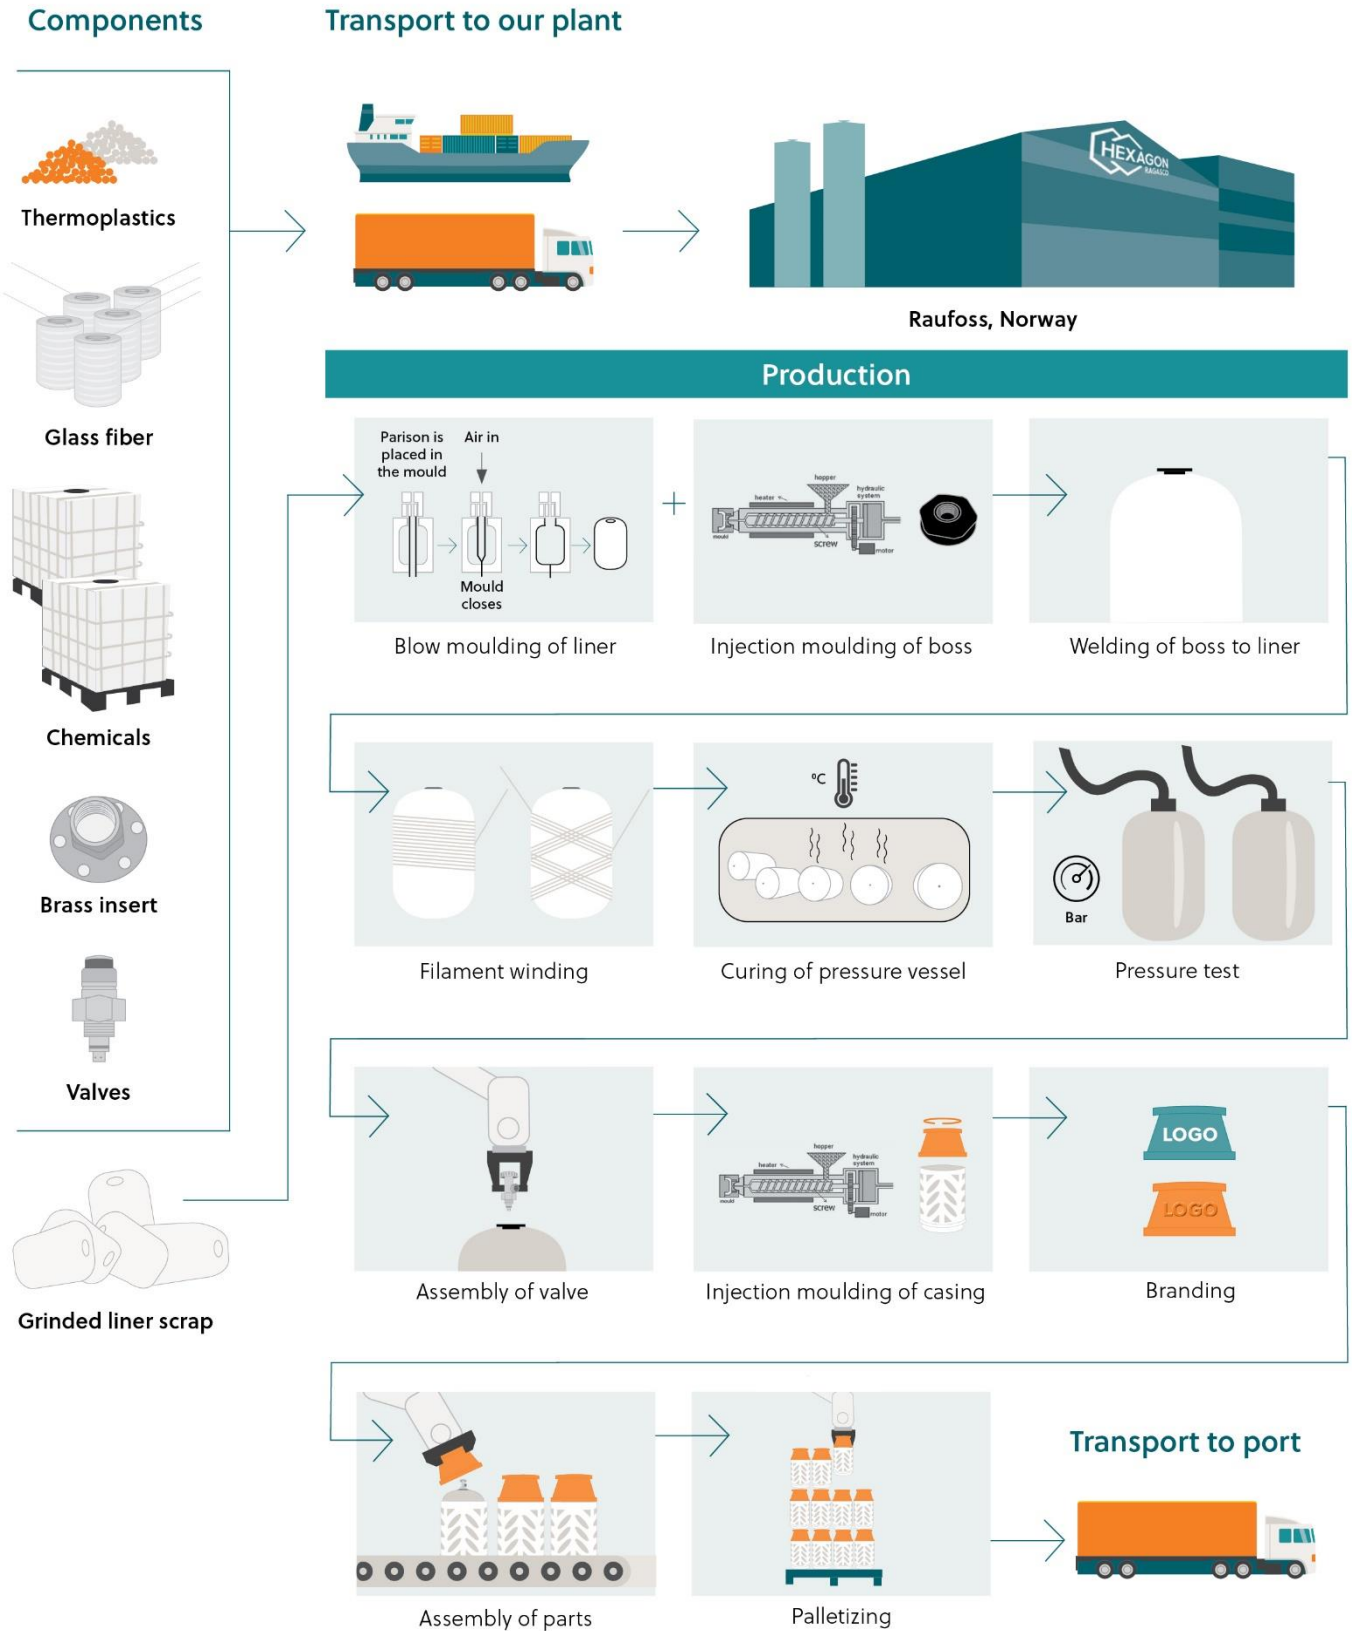 Components
Transport to our plant
Thermoplastics
Glass fiber
Chemicals
Brass insert
Valves
Grinded liner scrap
HEXAGON
RAGASCO
Raufoss, Norway
Production
Parison is
placed in
the mould
Air in
Mould
closes
Blow moulding of liner
+
hopper
heater
hydraulic
system
mould
screw
motor
Injection moulding of boss
Welding of boss to liner
Filament winding
°C
Curing of pressure vessel
Bar
Pressure test
Assembly of valve
hopper
heater
hydraulic
system
mould
screw
motor
Injection moulding of casing
LOGO
LOGO
Branding
Assembly of parts
Palletizing
Transport to port